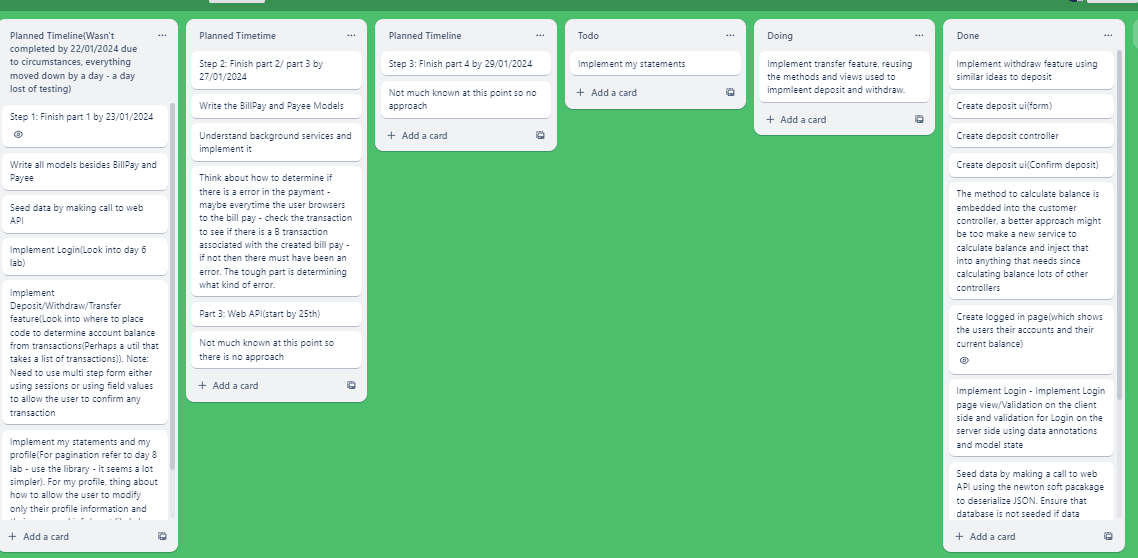 Planned Timeline(Wasn't
completed by 22/01/2024 due
to circumstances, everything
moved down by a day - a day
lost of testing)
Step 1: Finish part 1 by 23/01/2024
Write all models besides BillPay and
Payee
Seed data by making call to web
API
Implement Login(Look into day 6
lab)
Implement
Deposit/Withdraw/Transfer
feature(Look into where to place
code to determine account balance
from transactions(Perhaps a util that
takes a list of transactions)). Note:
Need to use multi step form either
using sessions or using field values
to allow the user to confirm any
transaction
Implement my statements and my
profile(For pagination refer to day 8
lab - use the library - it seems a lot
simpler). For my profile, thing about
how to allow the user to modify
only their profile information and
+ Add a card
Planned Timetime
Step 2: Finish part 2/ part 3 by
27/01/2024
Write the BillPay and Payee Models
Understand background services and
implement it
Think about how to determine if
there is a error in the payment -
maybe everytime the user browsers
to the bill pay - check the transaction
to see if there is a B transaction
associated with the created bill pay -
if not then there must have been an
error. The tough part is determining
what kind of error.
Part 3: Web API(start by 25th)
Not much known at this point so
there is no approach
+ Add a card
Planned Timeline
Step 3: FInish part 4 by 29/01/2024
Not much known at this point so no
approach
+ Add a card
Todo
Implement my statements
+ Add a card
Doing
Implement transfer feature, reusing
the methods and views used to
impmleent deposit and withdraw.
+ Add a card
Done
Implement withdraw feature using
similar ideas to deposit
Create deposit ui(form)
Create deposit controller
Create deposit ui(Confirm deposit)
The method to calculate balance is
embedded into the customer
controller, a better approach might
be too make a new service to
calculate balance and inject that
into anything that needs since
calculating balance lots of other
controllers
Create logged in page(which shows
the users their accounts and their
current balance)
Implement Login - Implement Login
page view/Validation on the client
side and validation for Login on the
server side using data annotations
and model state
Seed data by making a call to web
API using the newton soft pacakage
to deserialize JSON. Ensure that
database is not seeded if data
+ Add a card